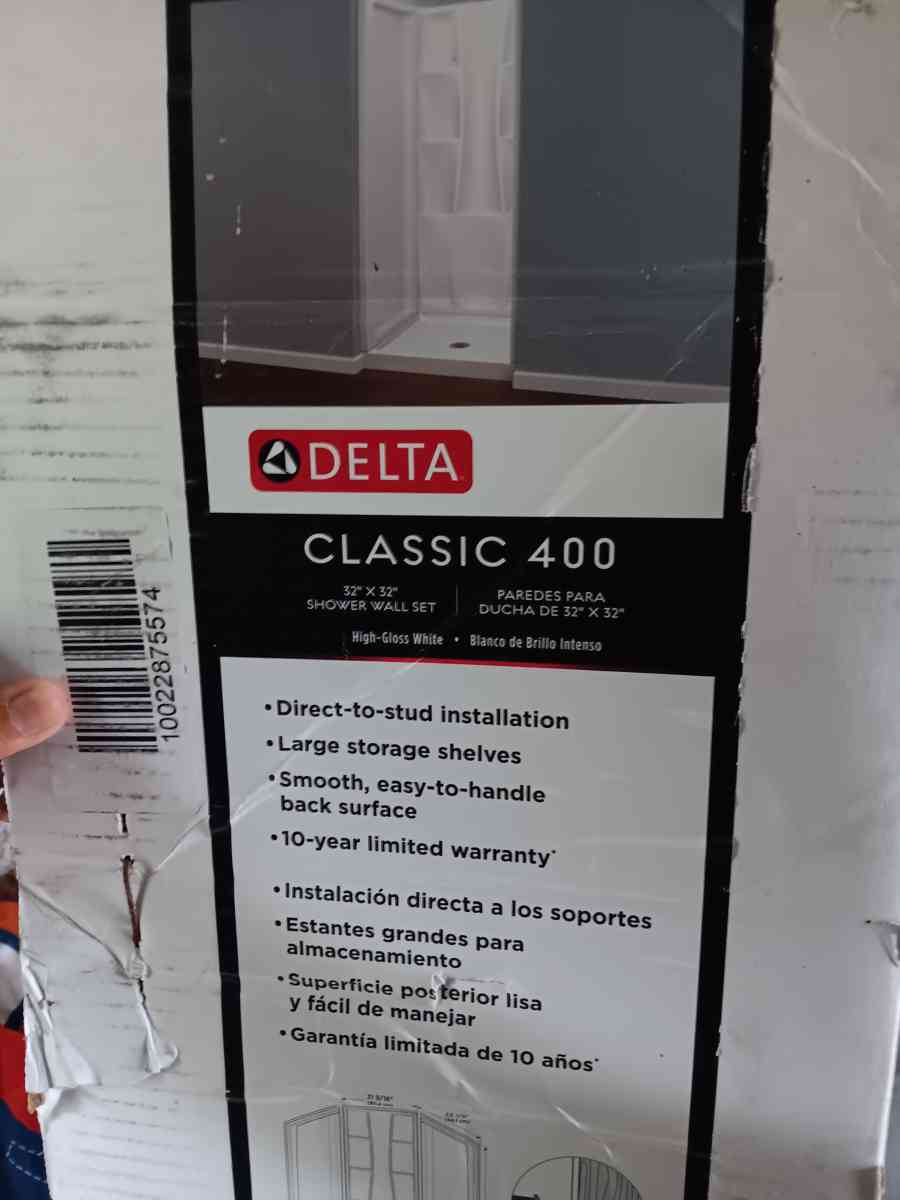 DELTA
CLASSIC 400
32" X 32"
SHOWER WALL SET
PAREDES PARA
DUCHA DE 32" X 32"
High-Gloss White • Blanco de Brillo Intenso
1002287557​4
• Direct-to-stud installation
• Large storage shelves
• Smooth, easy-to-handle
back surface
• 10-year limited warranty*
• Instalación directa a los soportes
• Estantes grandes para
almacenamiento
• Superficie posterior lisa
y fácil de manejar
• Garantía limitada de 10 años*